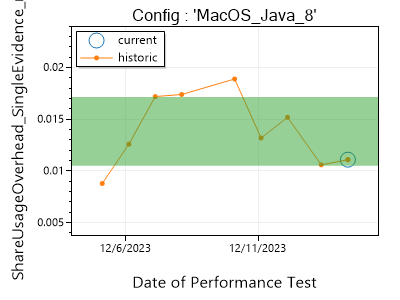 Config : 'MacOS_Java_8'
current
historic
ShareUsageOverhead_SingleEvidence_
0.02
0.015
0.01
0.005
12/6/2023
12/11/2023
Date of Performance Test